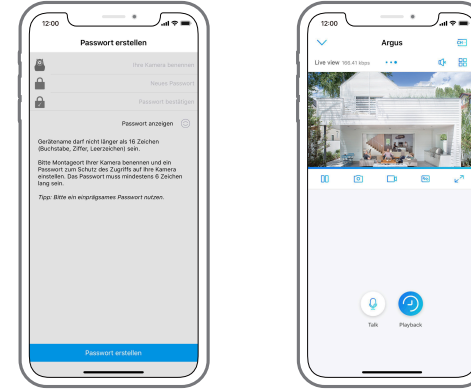 12:00
Passwort erstellen
Ihre Kamera benennen
Neues Passwort
Passwort bestätigen
Passwort anzeigen
Gerätename darf nicht länger als 16 Zeichen
(Buchstabe, Ziffer, Leerzeichen) sein.
Bitte Montageort Ihrer Kamera benennen und ein
Passwort zum Schutz des Zugriffs auf Ihre Kamera
einstellen. Das Passwort muss mindestens 6 Zeichen
lang sein.
Tipp: Bitte ein einprägsames Passwort nutzen.
Passwort erstellen
12:00
Argus
Live view 166.41 kbps
Talk
Playback